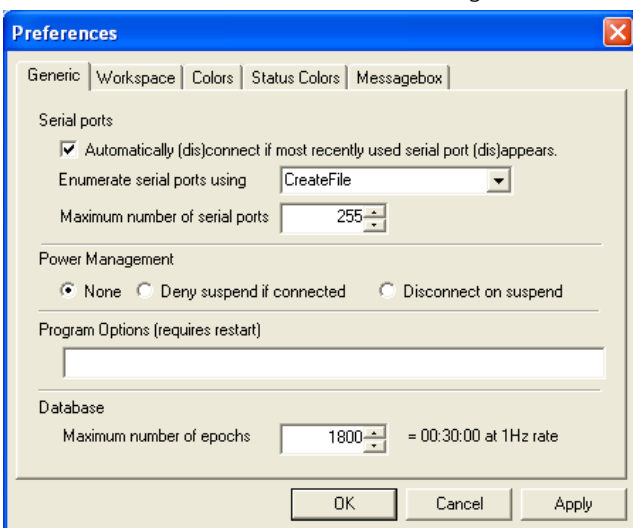 Preferences
Generic Workspace Colors Status Colors Messagebox
Serial ports
Automatically (dis)connect if most recently used serial port (dis)appears.
Enumerate serial ports using CreateFile
Maximum number of serial ports 255
Power Management
None Deny suspend if connected Disconnect on suspend
Program Options (requires restart)
Database
Maximum number of epochs 1800 = 00:30:00 at 1Hz rate
OK Cancel Apply